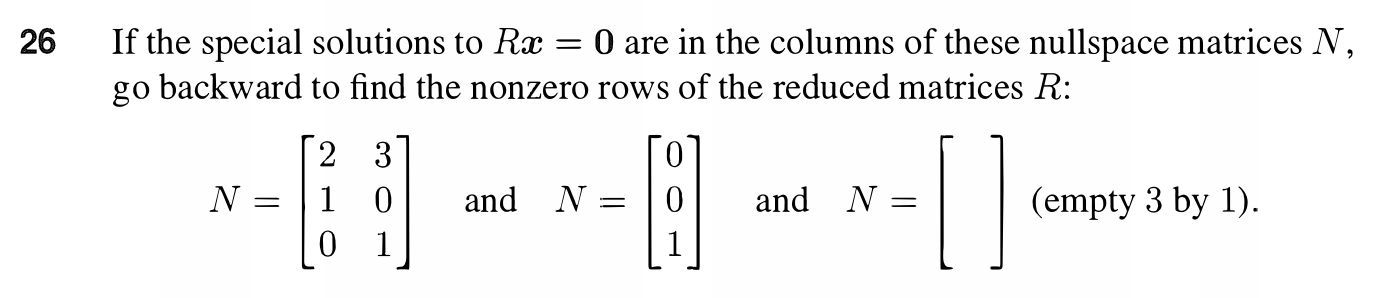 26 If the special solutions to Rx = 0 are in the columns of these nullspace matrices N,
go backward to find the nonzero rows of the reduced matrices R:
N = [2 3; 1 0; 0 1] and N = [0; 0; 1] and N = [ ] (empty 3 by 1).